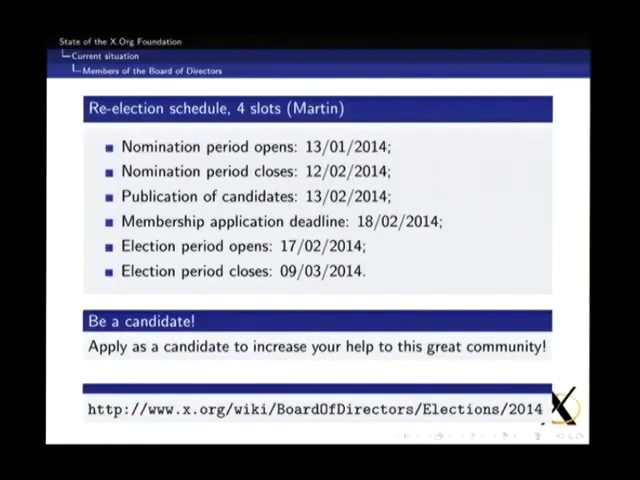 State of the X.Org Foundation
Current situation
Members of the Board of Directors
Re-election schedule, 4 slots (Martin)
Nomination period opens: 13/01/2014;
Nomination period closes: 12/02/2014;
Publication of candidates: 13/02/2014;
Membership application deadline: 18/02/2014;
Election period opens: 17/02/2014;
Election period closes: 09/03/2014.
Be a candidate!
Apply as a candidate to increase your help to this great community!
http://www.x.org/wiki/BoardOfDirectors/Elections/2014
X